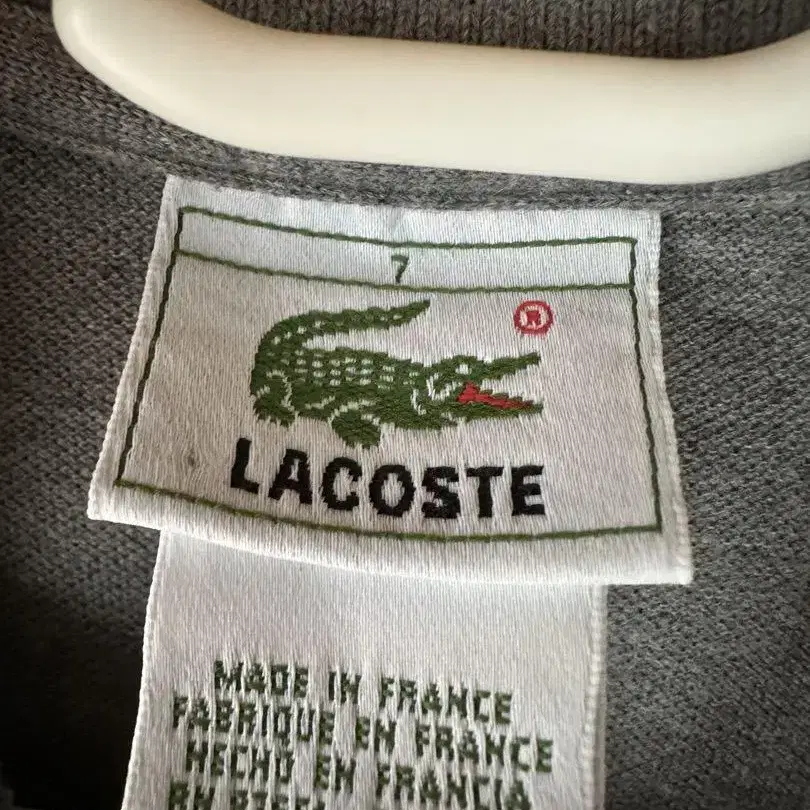 7
®
LACOSTE
MADE IN FRANCE
FABRIQUE EN FRANCE
HECHO EN FRANCIA